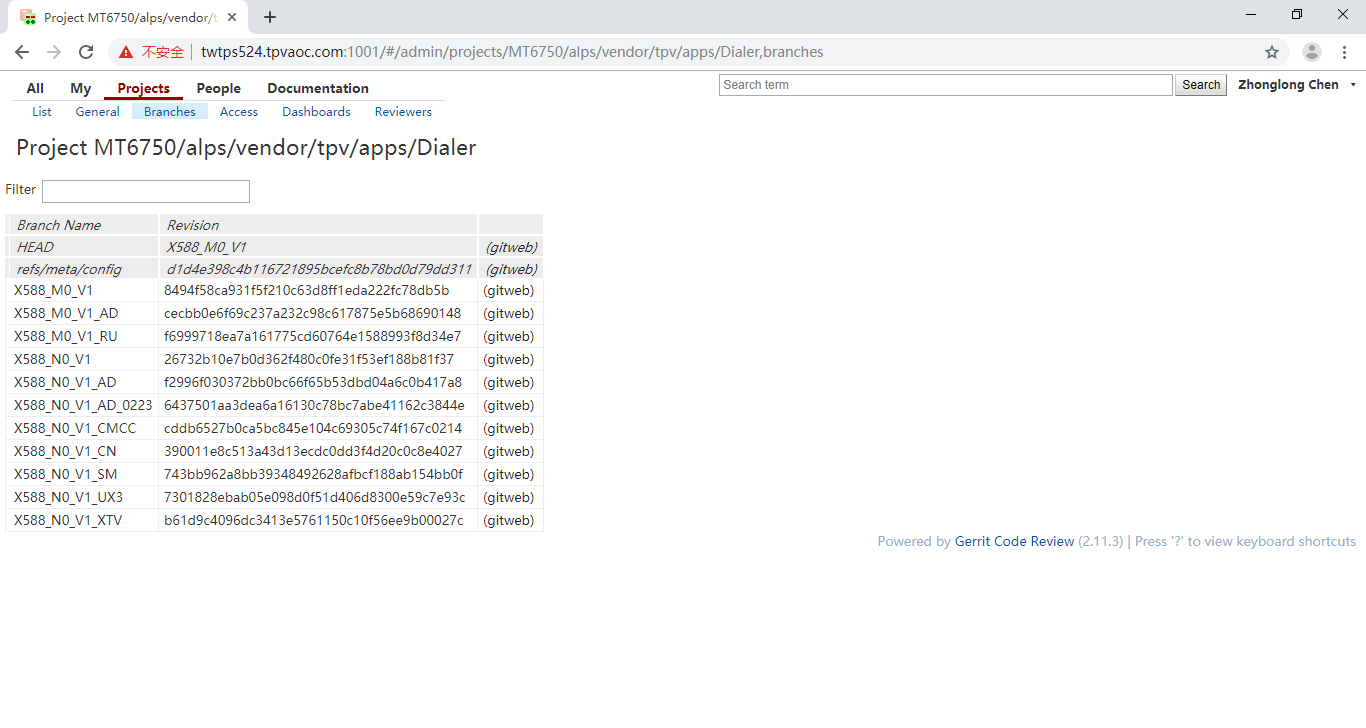 Project MT6750/alps/vendor/t
不安全 twtps524.tpvaoc.com:1001/#/admin/projects/MT6750/alps/vendor/tpv/apps/Dialer,branches
All My Projects People Documentation Search term Search Zhonglong Chen
List General Branches Access Dashboards Reviewers
Project MT6750/alps/vendor/tpv/apps/Dialer
Filter
Branch Name Revision
HEAD X588_M0_V1 (gitweb)
refs/meta/config d1d4e398c4b116721895bcefc8b78bd0d79dd311 (gitweb)
X588_M0_V1 8494f58ca931f5f210c63d8ff1eda222fc78db5b (gitweb)
X588_M0_V1_AD cecbb0e6f69c237a232c98c617875e5b68690148 (gitweb)
X588_M0_V1_RU f6999718ea7a161775cd60764e1588993f8d34e7 (gitweb)
X588_N0_V1 26732b10e7b0d362f480c0fe31f53ef188b81f37 (gitweb)
X588_N0_V1_AD f2996f030372bb0bc66f65b53dbd04a6c0b417a8 (gitweb)
X588_N0_V1_AD_0223 6437501aa3dea6a16130c78bc7abe41162c3844e (gitweb)
X588_N0_V1_CMCC cddb6527b0ca5bc845e104c69305c74f167c0214 (gitweb)
X588_N0_V1_CN 390011e8c513a43d13ecdc0dd3f4d20c0c8e4027 (gitweb)
X588_N0_V1_SM 743bb962a8bb39348492628afbcf188ab154bb0f (gitweb)
X588_N0_V1_UX3 7301828ebab05e098d0f51d406d8300e59c7e93c (gitweb)
X588_N0_V1_XTV b61d9c4096dc3413e5761150c10f56ee9b00027c (gitweb)
Powered by Gerrit Code Review (2.11.3) | Press '?' to view keyboard shortcuts